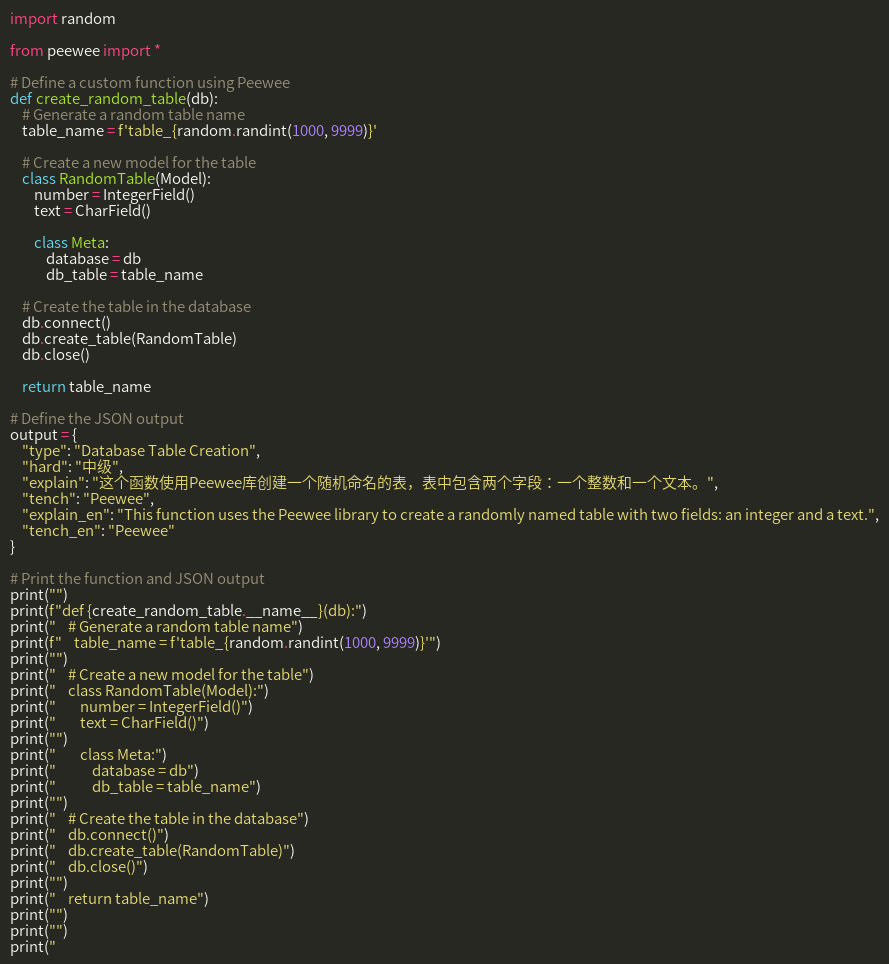 import random

from peewee import *

# Define a custom function using Peewee
def create_random_table(db):
    # Generate a random table name
    table_name = f'table_{random.randint(1000, 9999)}'

    # Create a new model for the table
    class RandomTable(Model):
        number = IntegerField()
        text = CharField()

        class Meta:
            database = db
            db_table = table_name

    # Create the table in the database
    db.connect()
    db.create_table(RandomTable)
    db.close()

    return table_name

# Define the JSON output
output = {
    "type": "Database Table Creation",
    "hard": "中级",
    "explain": "这个函数使用Peewee库创建一个随机命名的表，表中包含两个字段：一个整数和一个文本。",
    "tench": "Peewee",
    "explain_en": "This function uses the Peewee library to create a randomly named table with two fields: an integer and a text.",
    "tench_en": "Peewee"
}

# Print the function and JSON output
print("")
print(f"def {create_random_table.__name__}(db):")
print("    # Generate a random table name")
print(f"    table_name = f'table_{random.randint(1000, 9999)}'")
print("")
print("    # Create a new model for the table")
print("    class RandomTable(Model):")
print("        number = IntegerField()")
print("        text = CharField()")
print("")
print("        class Meta:")
print("            database = db")
print("            db_table = table_name")
print("")
print("    # Create the table in the database")
print("    db.connect()")
print("    db.create_table(RandomTable)")
print("    db.close()")
print("")
print("    return table_name")
print("")
print("")
print("